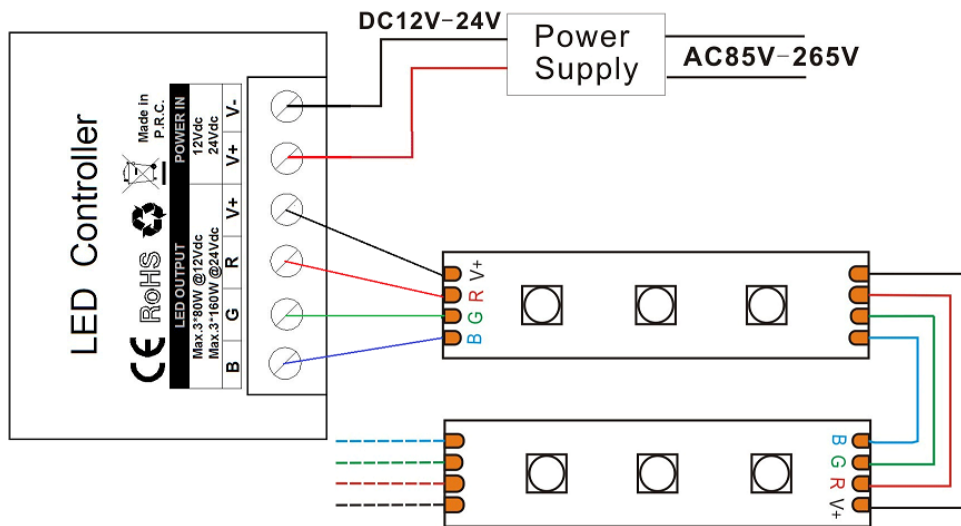 DC12V-24V
Power
Supply
AC85V-265V
LED Controller
CE
RoHS
Made in
P.R.C.
POWER IN
12Vdc
24Vdc
LED OUTPUT
Max.3*80W @12Vdc
Max.3*160W @24Vdc
V-
V+
V+
R
G
B
V+
R
G
B
B
G
R
V+